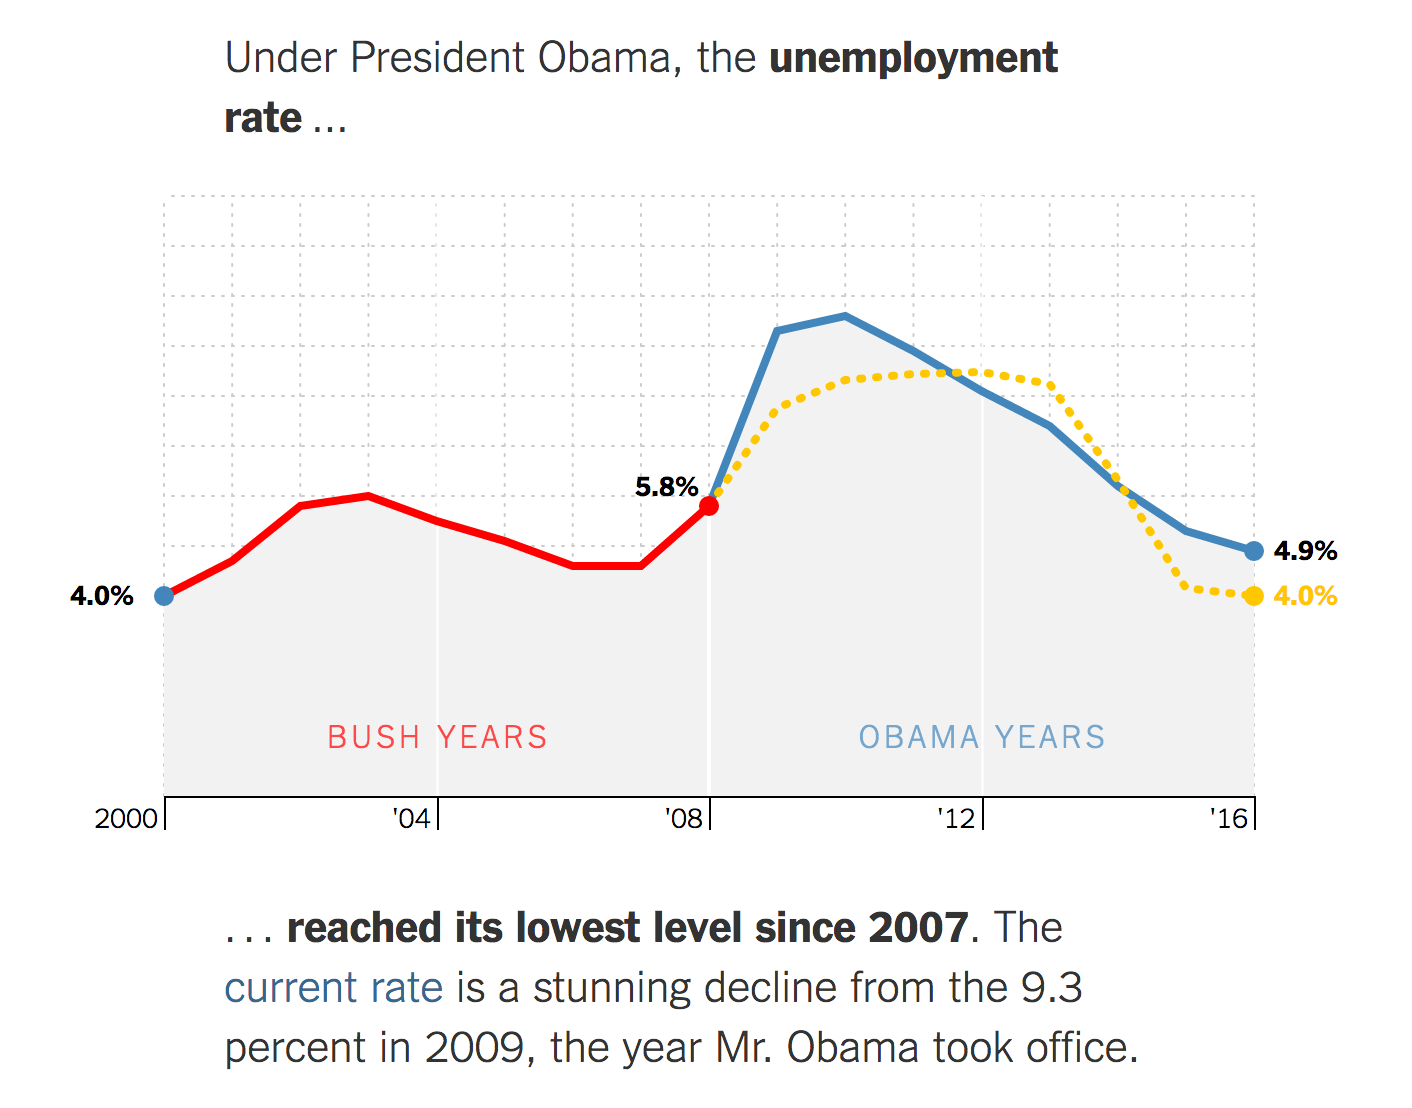 Under President Obama, the unemployment
rate ...
5.8%
4.9%
4.0%
4.0%
BUSH YEARS
OBAMA YEARS
2000
'04
'08
'12
'16
... reached its lowest level since 2007. The
current rate is a stunning decline from the 9.3
percent in 2009, the year Mr. Obama took office.